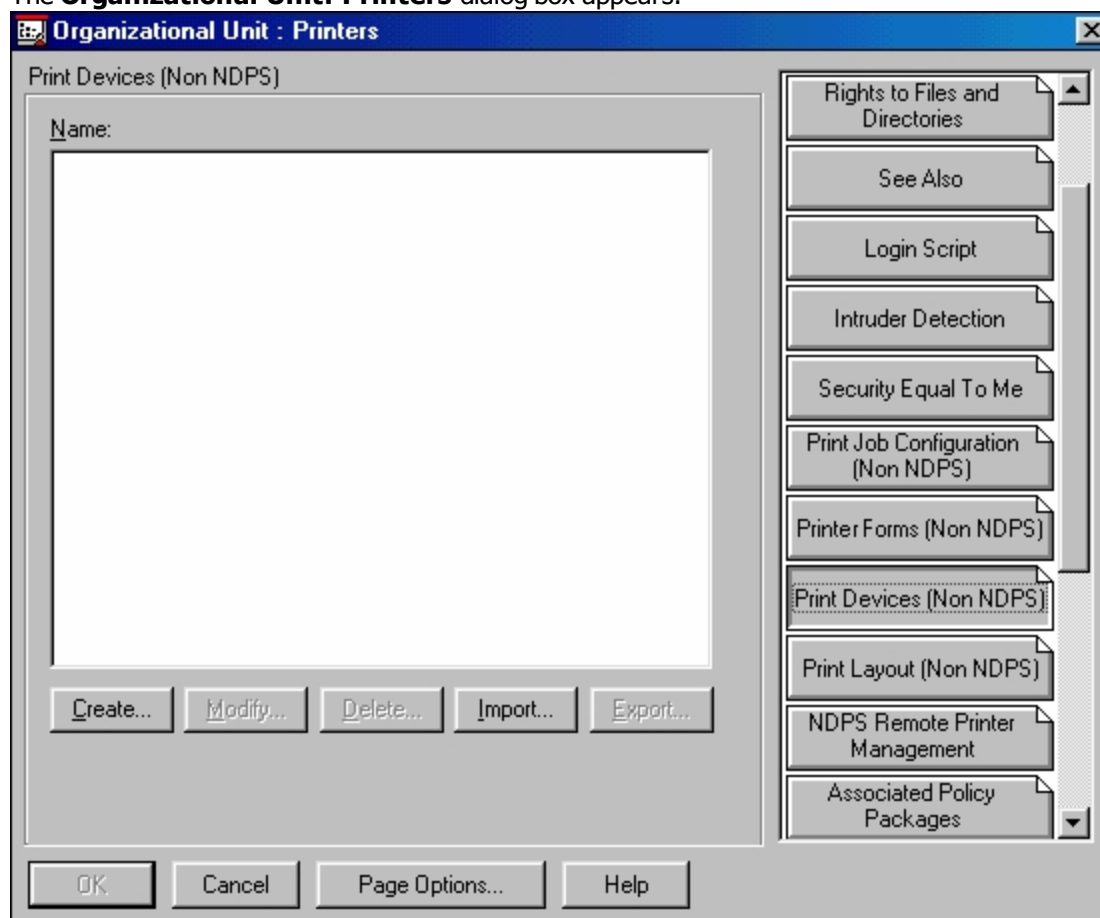 The Organizational Unit: Printers dialog box appears.
Organizational Unit : Printers
Print Devices (Non NDPS)
Name:
Create...
Modify...
Delete...
Import...
Export...
Rights to Files and
Directories
See Also
Login Script
Intruder Detection
Security Equal To Me
Print Job Configuration
(Non NDPS)
Printer Forms (Non NDPS)
Print Devices (Non NDPS)
Print Layout (Non NDPS)
NDPS Remote Printer
Management
Associated Policy
Packages
OK
Cancel
Page Options...
Help